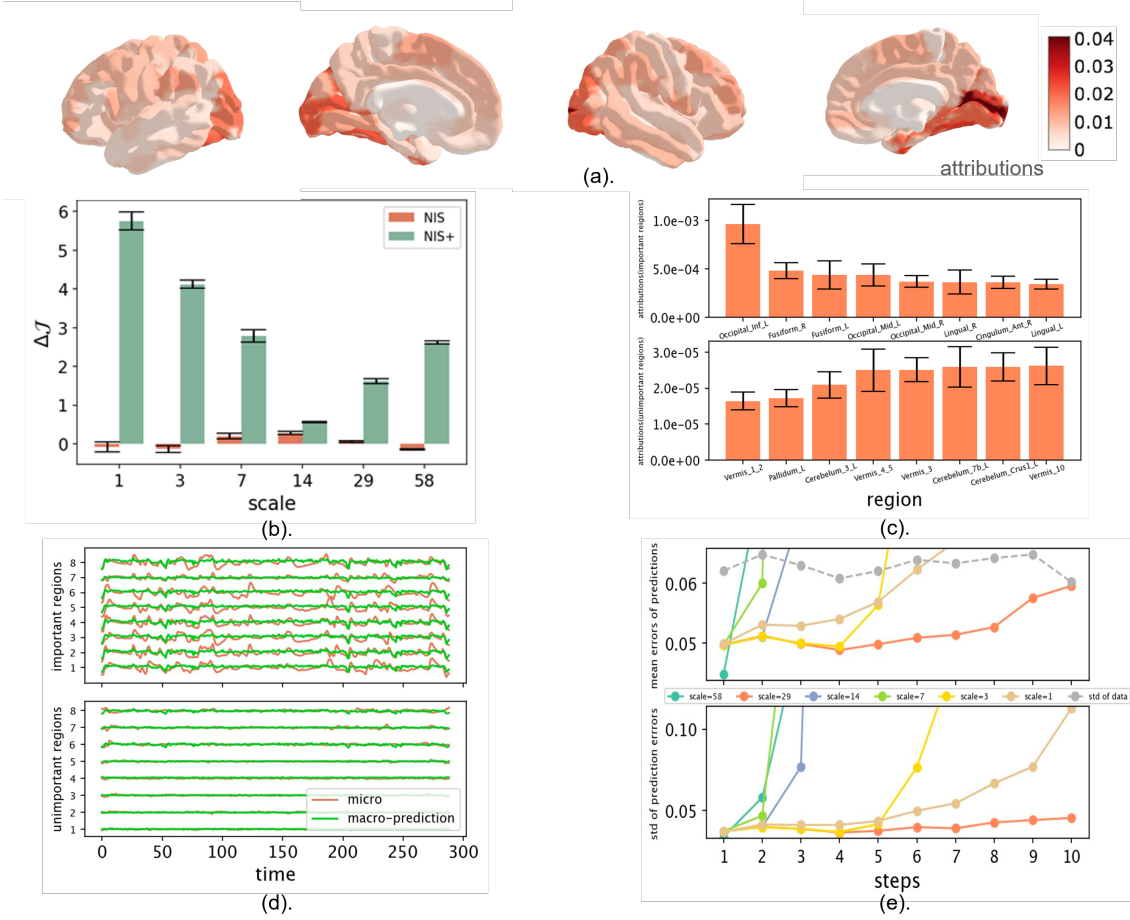 0.04
0.03
0.02
0.01
0
attributions
(a).
6
5
4
3
2
1
0
ΔJ
NIS
NIS+
1 3 7 14 29 58
scale
(b).
attributions(important reigions)
1.0e−03
5.0e−04
0.0e+00
Occipital_Inf_L Fusiform_R Fusiform_L Occipital_Mid_L Occipital_Mid_R Lingual_R Cingulum_Ant_R Lingual_L
attributions(unimportant reigions)
3.0e−05
2.0e−05
1.0e−05
0.0e+00
Vermis_1_2 Pallidum_L Cerebelum_3_L Vermis_4_5 Vermis_3 Cerebelum_7b_L Cerebelum_Crus1_L Vermis_10
region
(c).
important regions
8
7
6
5
4
3
2
1
unimportant regions
8
7
6
5
4
3
2
1
micro
macro−prediction
0 50 100 150 200 250 300
time
(d).
mean errors of predictions
0.06
0.05
scale=58 scale=29 scale=14 scale=7 scale=3 scale=1 std of data
std of prediction errrors
0.10
0.05
1 2 3 4 5 6 7 8 9 10
steps
(e).